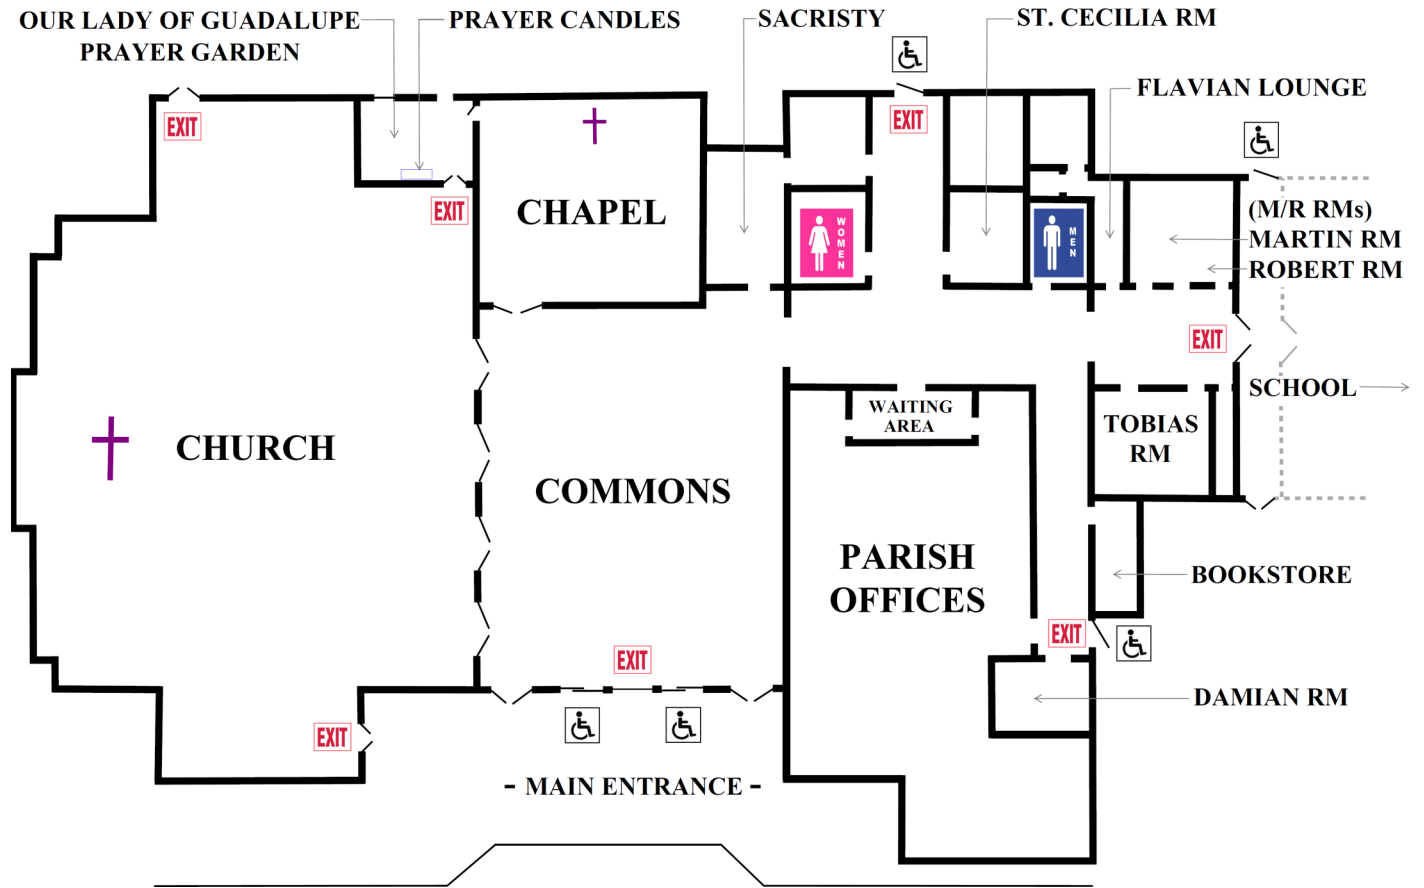 OUR LADY OF GUADALUPE
PRAYER GARDEN
PRAYER CANDLES
SACRISTY
ST. CECILIA RM
FLAVIAN LOUNGE
EXIT
EXIT
EXIT
CHAPEL
WOMEN
MEN
(M/R RMs)
MARTIN RM
ROBERT RM
EXIT
SCHOOL
WAITING
AREA
TOBIAS
RM
CHURCH
COMMONS
PARISH
OFFICES
BOOKSTORE
EXIT
EXIT
DAMIAN RM
EXIT
- MAIN ENTRANCE -